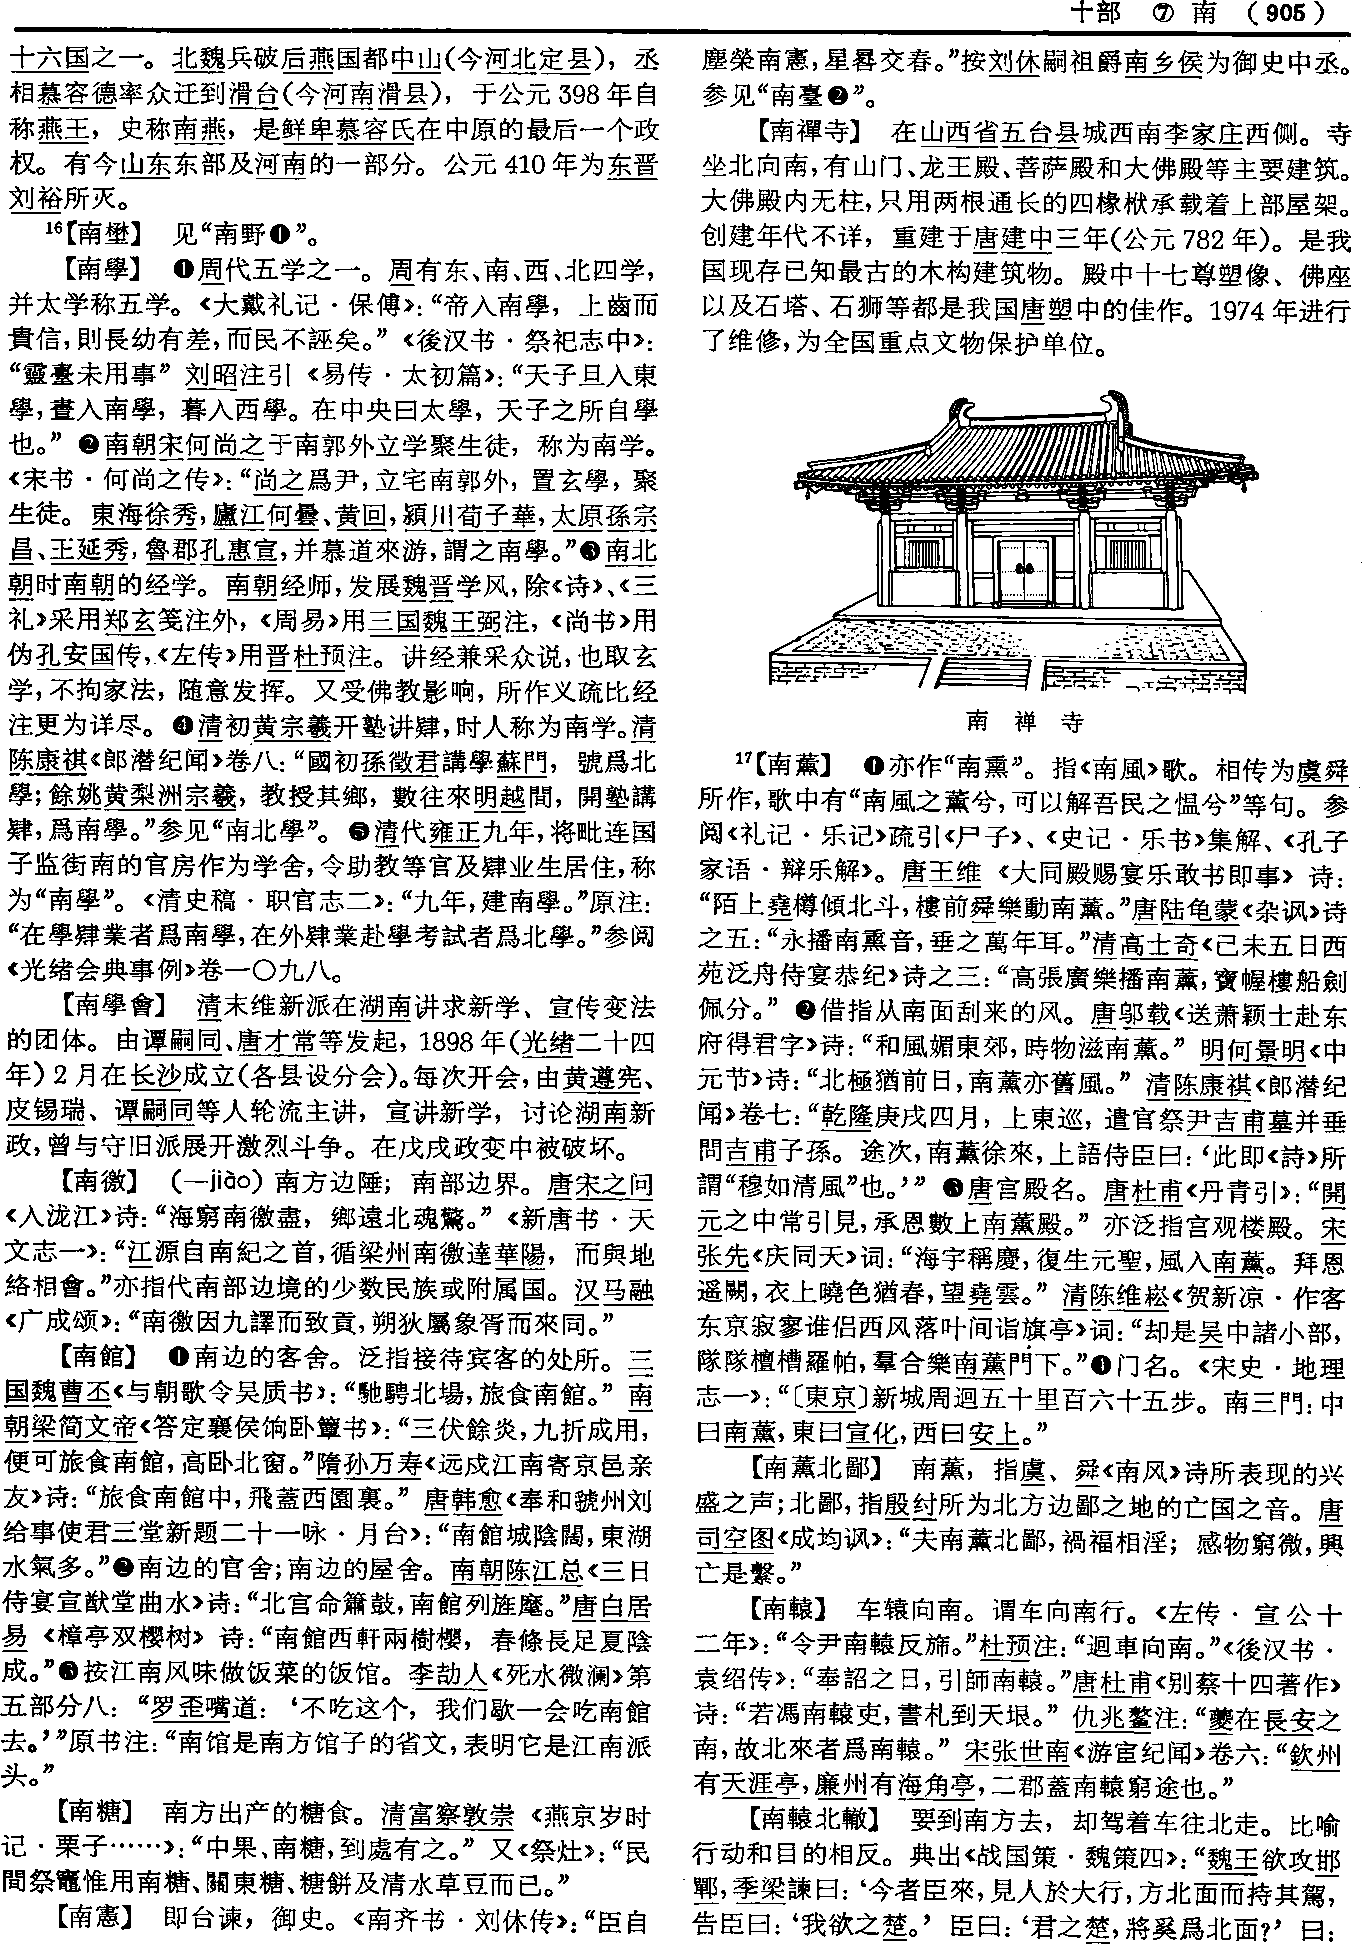 十部 ⑦ 南 （905）
十六国之一。北魏兵破后燕国都中山(今河北定县)，丞
相慕容德率众迁到滑台(今河南滑县)，于公元398年自
称燕王，史称南燕，是鲜卑慕容氏在中原的最后一个政
权。有今山东东部及河南的一部分。公元410年为东晋
刘裕所灭。
16【南壄】 见“南野❶”。
【南學】 ❶周代五学之一。周有东、南、西、北四学，
并太学称五学。《大戴礼记·保傅》：“帝入南學，上齒而
貴信，則長幼有差，而民不誣矣。”《後汉书·祭祀志中》：
“靈臺未用事” 刘昭注引《易传·太初篇》：“天子旦入東
學，晝入南學，暮入西學。在中央曰太學，天子之所自學
也。” ❷南朝宋何尚之于南郭外立学聚生徒，称为南学。
《宋书·何尚之传》：“尚之爲尹，立宅南郭外，置玄學，聚
生徒。東海徐秀，廬江何曇、黄回，潁川荀子華，太原孫宗
昌、王延秀，魯郡孔惠宣，并慕道來游，謂之南學。”❸南北
朝时南朝的经学。南朝经师，发展魏晋学风，除《诗》、《三
礼》采用郑玄笺注外，《周易》用三国魏王弼注，《尚书》用
伪孔安国传，《左传》用晋杜预注。讲经兼采众说，也取玄
学，不拘家法，随意发挥。又受佛教影响，所作义疏比经
注更为详尽。 ❹清初黄宗羲开塾讲肄，时人称为南学。清
陈康祺《郎潜纪闻》卷八：“國初孫徵君講學蘇門，號爲北
學；餘姚黄梨洲宗羲，教授其鄉，數往來明越間，開塾講
肄，爲南學。”参见“南北學”。 ❺清代雍正九年，将毗连国
子监街南的官房作为学舍，令助教等官及肄业生居住，称
为“南學”。《清史稿·职官志二》：“九年，建南學。”原注：
“在學肄業者爲南學，在外肄業赴學考試者爲北學。”参阅
《光绪会典事例》卷一〇九八。
【南學會】 清末维新派在湖南讲求新学、宣传变法
的团体。由谭嗣同、唐才常等发起，1898年(光绪二十四
年)2月在长沙成立(各县设分会)。每次开会，由黄遵宪、
皮锡瑞、谭嗣同等人轮流主讲，宣讲新学，讨论湖南新
政，曾与守旧派展开激烈斗争。在戊戌政变中被破坏。
【南徼】 (—jiào) 南方边陲；南部边界。唐宋之问
《入泷江》诗：“海窮南徼盡，鄉遠北魂驚。”《新唐书·天
文志一》：“江源自南紀之首，循梁州南徼達華陽，而與地
絡相會。”亦指代南部边境的少数民族或附属国。汉马融
《广成颂》：“南徼因九譯而致貢，朔狄屬象胥而來同。”
【南館】 ❶南边的客舍。泛指接待宾客的处所。三
国魏曹丕《与朝歌令吴质书》：“馳騁北場，旅食南館。” 南
朝梁简文帝《答定襄侯饷卧簟书》：“三伏餘炎，九折成用，
便可旅食南館，高卧北窗。”隋孙万寿《远戍江南寄京邑亲
友》诗：“旅食南館中，飛蓋西園裏。” 唐韩愈《奉和虢州刘
给事使君三堂新题二十一咏·月台》：“南館城陰闊，東湖
水氣多。”❷南边的官舍；南边的屋舍。南朝陈江总《三日
侍宴宣猷堂曲水》诗：“北宫命簫鼓，南館列旌麾。”唐白居
易《樟亭双樱树》诗：“南館西軒兩樹櫻，春條長足夏陰
成。”❸按江南风味做饭菜的饭馆。李劼人《死水微澜》第
五部分八：“罗歪嘴道：‘不吃这个，我们歇一会吃南館
去。’”原书注：“南馆是南方馆子的省文，表明它是江南派
头。”
【南糖】 南方出产的糖食。清富察敦崇《燕京岁时
记·栗子……》：“中果、南糖，到處有之。”又《祭灶》：“民
間祭竈惟用南糖、關東糖、糖餅及清水草豆而已。”
【南憲】 即台谏，御史。《南齐书·刘休传》：“臣自
塵榮南憲，星晷交春。”按刘休嗣祖爵南乡侯为御史中丞。
参见“南臺❷”。
【南禪寺】 在山西省五台县城西南李家庄西侧。寺
坐北向南，有山门、龙王殿、菩萨殿和大佛殿等主要建筑。
大佛殿内无柱，只用两根通长的四椽栿承载着上部屋架。
创建年代不详，重建于唐建中三年(公元782年)。是我
国现存已知最古的木构建筑物。殿中十七尊塑像、佛座
以及石塔、石狮等都是我国唐塑中的佳作。1974年进行
了维修，为全国重点文物保护单位。
南禅寺
17【南薰】 ❶亦作“南熏”。指《南風》歌。相传为虞舜
所作，歌中有“南風之薰兮，可以解吾民之愠兮”等句。参
阅《礼记·乐记》疏引《尸子》、《史记·乐书》集解、《孔子
家语·辩乐解》。唐王维《大同殿赐宴乐敢书即事》诗：
“陌上堯樽傾北斗，樓前舜樂動南薰。”唐陆龟蒙《杂讽》诗
之五：“永播南熏音，垂之萬年耳。”清高士奇《己未五日西
苑泛舟侍宴恭纪》诗之三：“高張廣樂播南薰，寶幄樓船劍
佩分。” ❷借指从南面刮来的风。唐邬载《送萧颖士赴东
府得君字》诗：“和風媚東郊，時物滋南薰。” 明何景明《中
元节》诗：“北極猶前日，南薰亦舊風。” 清陈康祺《郎潜纪
闻》卷七：“乾隆庚戌四月，上東巡，遣官祭尹吉甫墓并垂
問吉甫子孫。途次，南薰徐來，上語侍臣曰：‘此即《詩》所
謂“穆如清風”也。’” ❸唐宫殿名。唐杜甫《丹青引》：“開
元之中常引見，承恩數上南薰殿。” 亦泛指宫观楼殿。宋
张先《庆同天》词：“海宇稱慶，復生元聖，風入南薰。拜恩
遥闕，衣上曉色猶春，望堯雲。” 清陈维崧《贺新凉·作客
东京寂寥谁侣西风落叶间诣旗亭》词：“却是吴中諸小部，
隊隊檀槽羅帕，羣合樂南薰門下。”❹门名。《宋史·地理
志一》：“〔東京〕新城周迴五十里百六十五步。南三門：中
曰南薰，東曰宣化，西曰安上。”
【南薰北鄙】 南薰，指虞、舜《南风》诗所表现的兴
盛之声；北鄙，指殷纣所为北方边鄙之地的亡国之音。唐
司空图《成均讽》：“夫南薰北鄙，禍福相淫；感物窮微，興
亡是繫。”
【南轅】 车辕向南。谓车向南行。《左传·宣公十
二年》：“令尹南轅反旆。”杜预注：“迴車向南。”《後汉书·
袁绍传》：“奉詔之日，引師南轅。”唐杜甫《别蔡十四著作》
诗：“若馮南轅吏，書札到天垠。” 仇兆鳌注：“夔在長安之
南，故北來者爲南轅。” 宋张世南《游宦纪闻》卷六：“欽州
有天涯亭，廉州有海角亭，二郡蓋南轅窮途也。”
【南轅北轍】 要到南方去，却驾着车往北走。比喻
行动和目的相反。典出《战国策·魏策四》：“魏王欲攻邯
鄲，季梁諫曰：‘今者臣來，見人於大行，方北面而持其駕，
告臣曰：‘我欲之楚。’ 臣曰：‘君之楚，將奚爲北面？’ 曰：